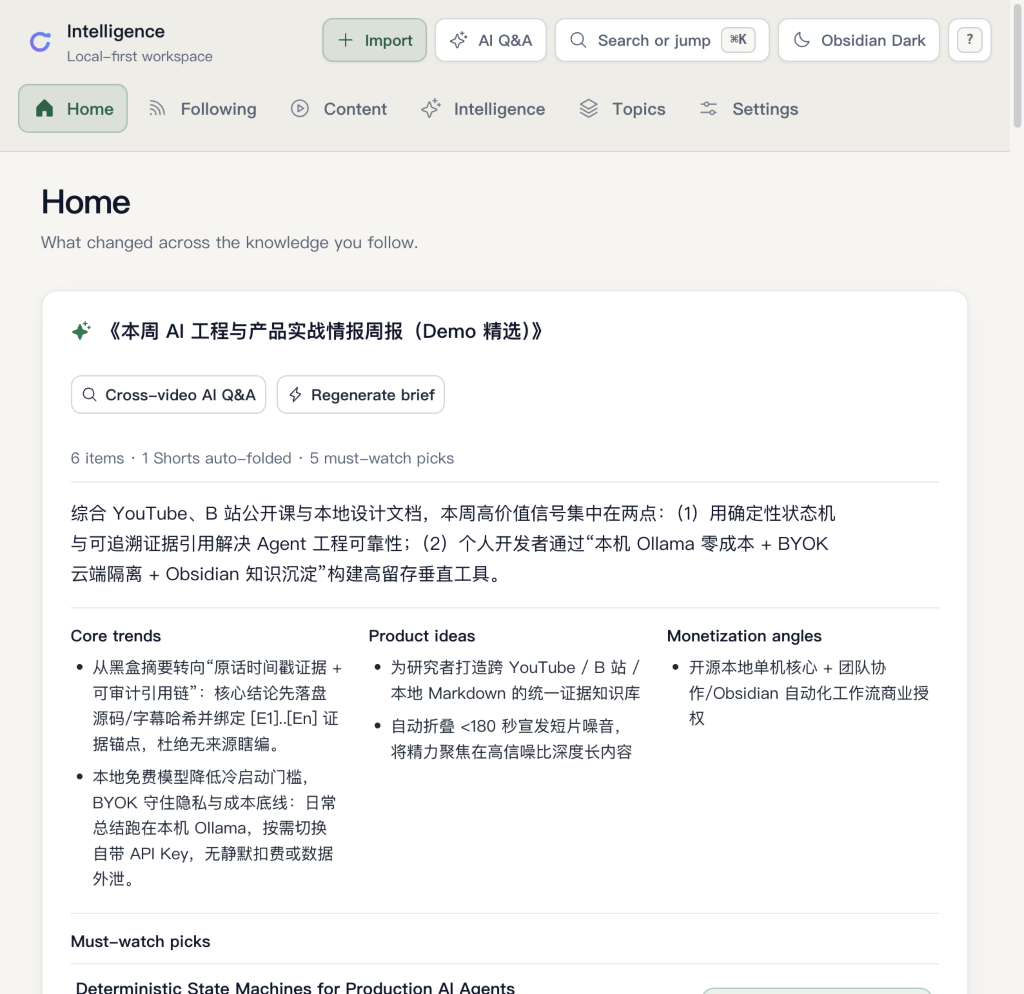 Intelligence
Local-first workspace
Import
AI Q&A
Search or jump
⌘K
Obsidian Dark
?
Home
Following
Content
Intelligence
Topics
Settings
Home
What changed across the knowledge you follow.
《本周 AI 工程与产品实战情报周报（Demo 精选）》
Cross-video AI Q&A
Regenerate brief
6 items · 1 Shorts auto-folded · 5 must-watch picks
综合 YouTube、B 站公开课与本地设计文档，本周高价值信号集中在两点：（1）用确定性状态机
与可追溯证据引用解决 Agent 工程可靠性；（2）个人开发者通过“本机 Ollama 零成本 + BYOK
云端隔离 + Obsidian 知识沉淀”构建高留存垂直工具。
Core trends
• 从黑盒摘要转向“原话时间戳证据 +
可审计引用链”：核心结论先落盘
源码/字幕哈希并绑定 [E1]..[En] 证
据锚点，杜绝无来源瞎编。
• 本地免费模型降低冷启动门槛，
BYOK 守住隐私与成本底线：日常
总结跑在本机 Ollama，按需切换
自带 API Key，无静默扣费或数据
外泄。
Product ideas
• 为研究者打造跨 YouTube / B 站 /
本地 Markdown 的统一证据知识库
• 自动折叠 <180 秒宣发短片噪音，
将精力聚焦在高信噪比深度长内容
Monetization angles
• 开源本地单机核心 + 团队协
作/Obsidian 自动化工作流商业授
权
Must-watch picks
Deterministic State Machines for Production AI Agents